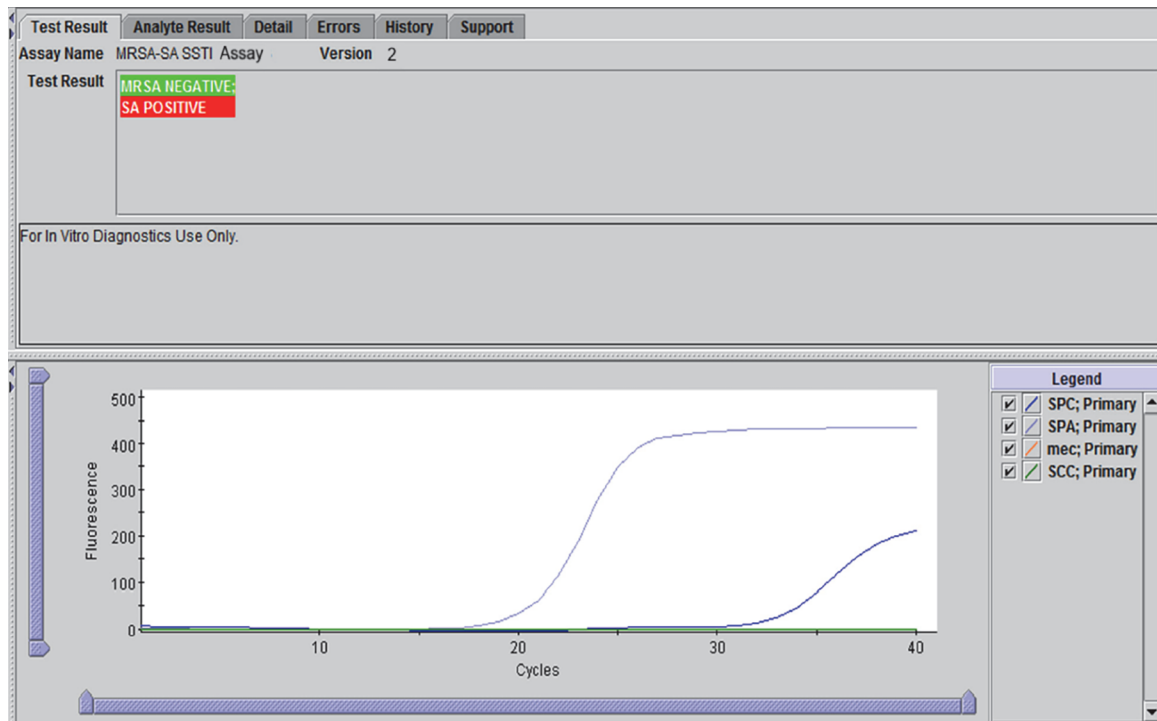 Test Result Analyte Result Detail Errors History Support
Assay Name MRSA-SA SSTI Assay Version 2
Test Result
MRSA NEGATIVE;
SA POSITIVE
For In Vitro Diagnostics Use Only.
500
400
300
200
100
0
Fluorescence
10 20 30 40
Cycles
Legend
SPC; Primary
SPA; Primary
mec; Primary
SCC; Primary